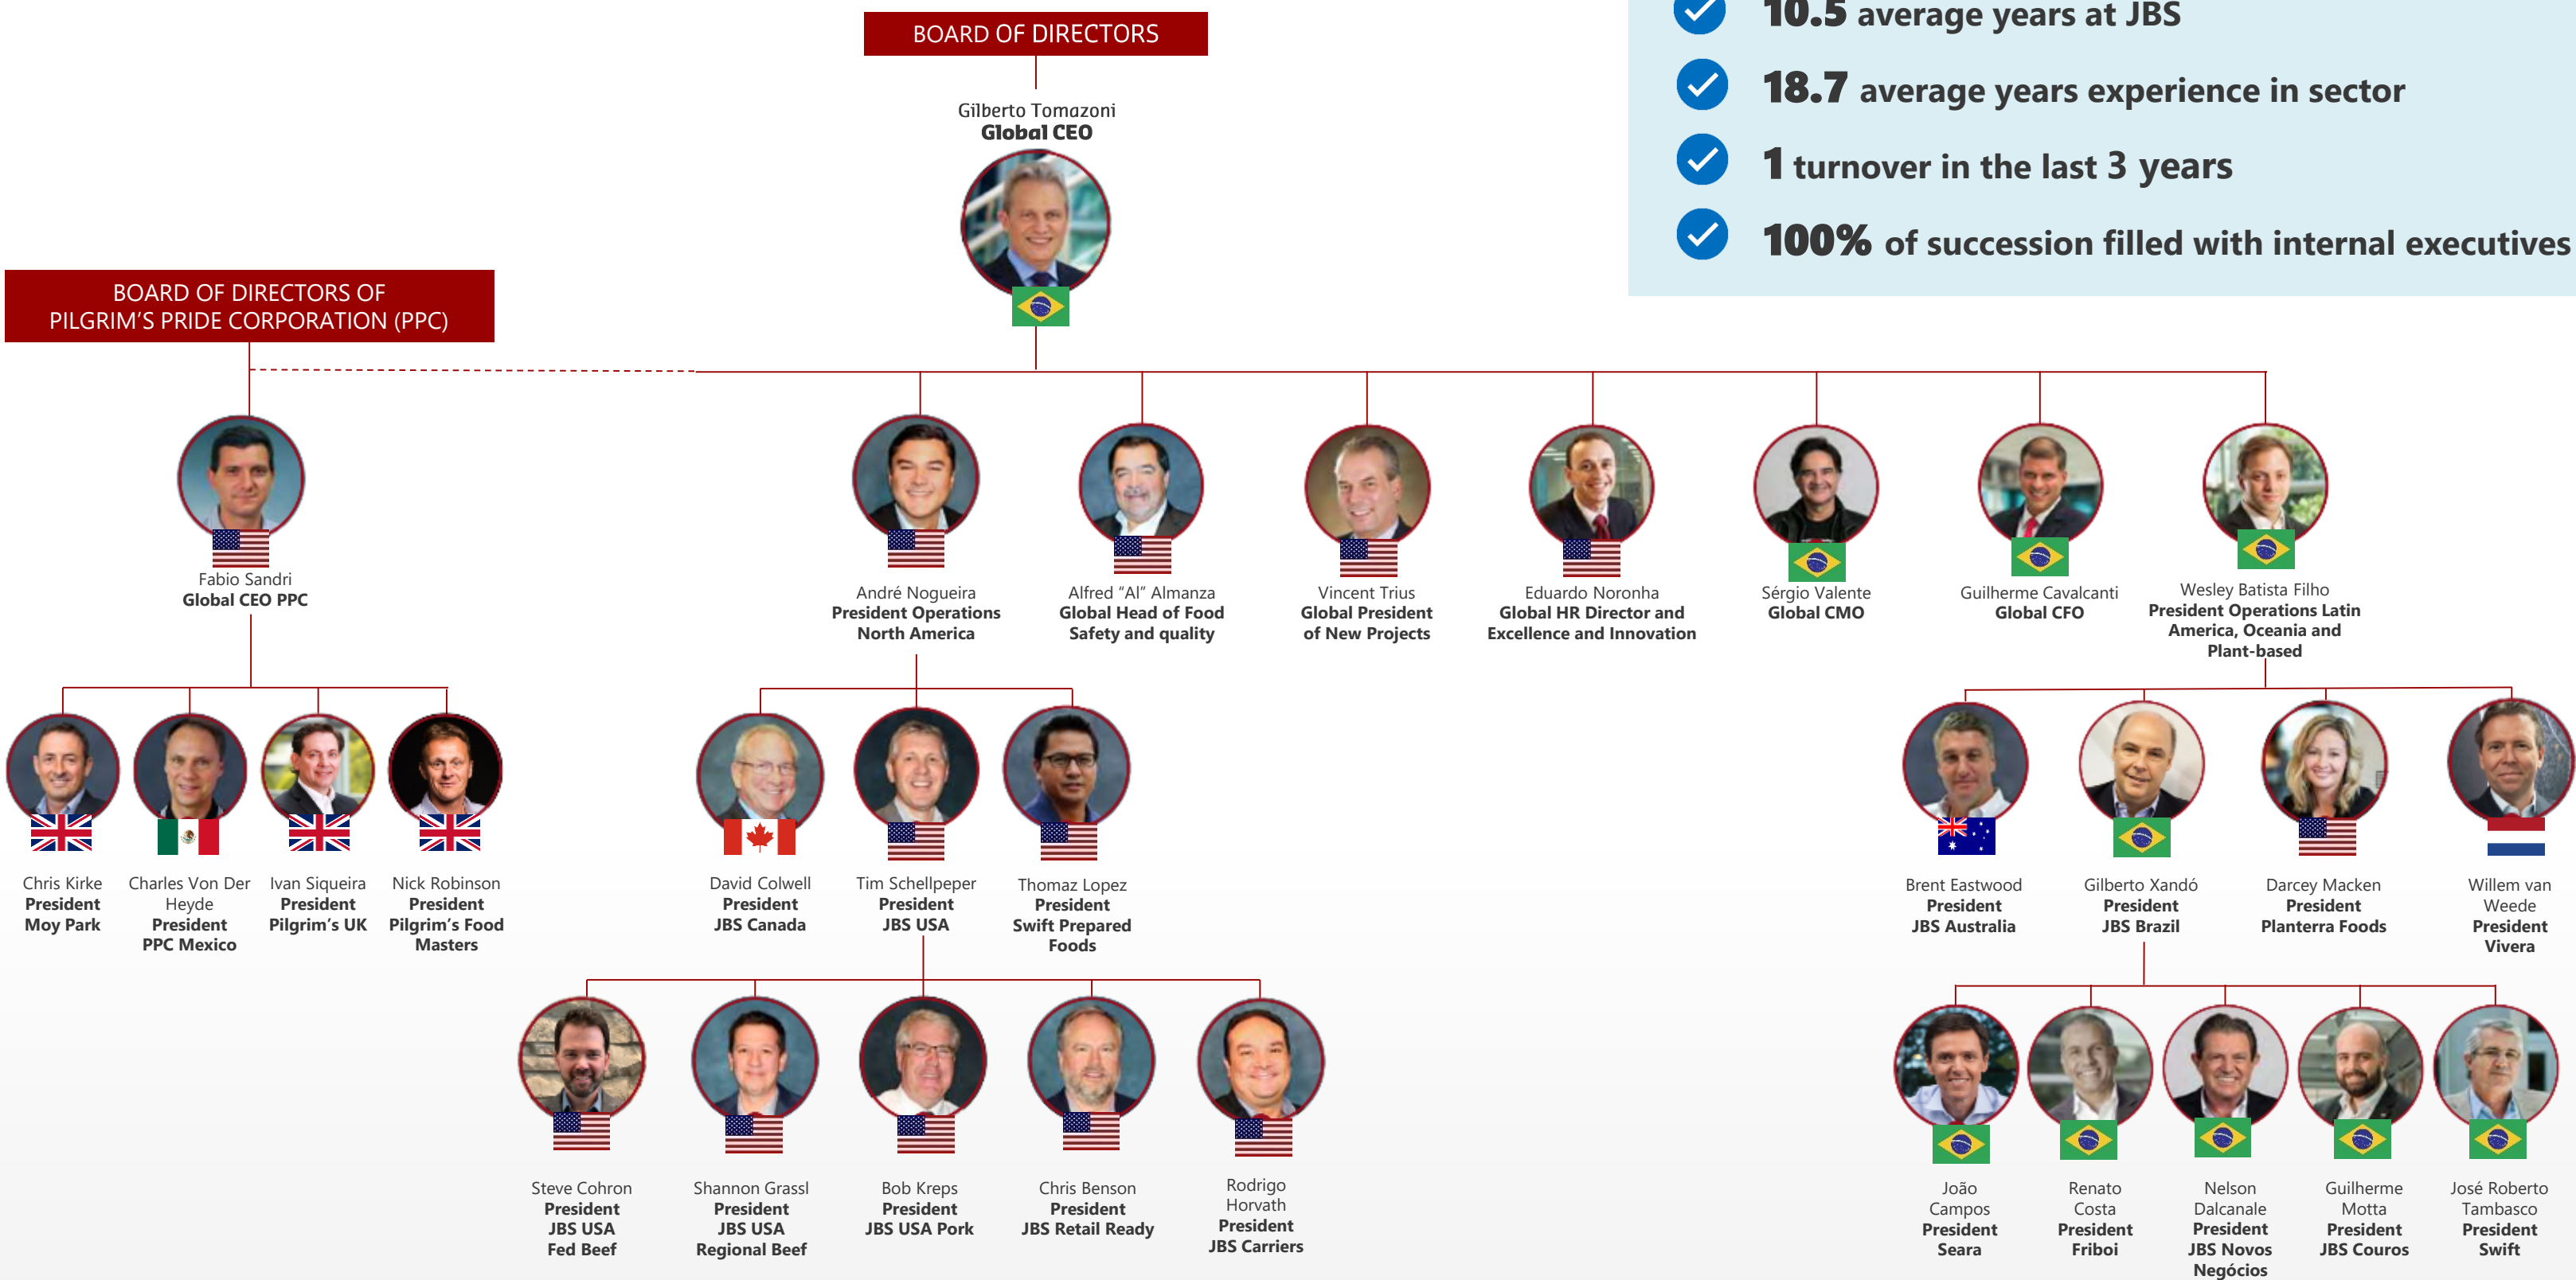 BOARD OF DIRECTORS
Gilberto Tomazoni
Global CEO
10.5 average years at JBS
18.7 average years experience in sector
1 turnover in the last 3 years
100% of succession filled with internal executives
BOARD OF DIRECTORS OF
PILGRIM'S PRIDE CORPORATION (PPC)
Fabio Sandri
Global CEO PPC
André Nogueira
President Operations
North America
Alfred "Al" Almanza
Global Head of Food
Safety and quality
Vincent Trius
Global President
of New Projects
Eduardo Noronha
Global HR Director and
Excellence and Innovation
Sérgio Valente
Global CMO
Guilherme Cavalcanti
Global CFO
Wesley Batista Filho
President Operations Latin
America, Oceania and
Plant-based
Chris Kirke
President
Moy Park
Charles Von Der
Heyde
President
PPC Mexico
Ivan Siqueira
President
Pilgrim's UK
Nick Robinson
President
Pilgrim's Food
Masters
David Colwell
President
JBS Canada
Tim Schellpeper
President
JBS USA
Thomaz Lopez
President
Swift Prepared
Foods
Brent Eastwood
President
JBS Australia
Gilberto Xandó
President
JBS Brazil
Darcey Macken
President
Planterra Foods
Willem van
Weede
President
Vivera
Steve Cohron
President
JBS USA
Fed Beef
Shannon Grassl
President
JBS USA
Regional Beef
Bob Kreps
President
JBS USA Pork
Chris Benson
President
JBS Retail Ready
Rodrigo
Horvath
President
JBS Carriers
João
Campos
President
Seara
Renato
Costa
President
Friboi
Nelson
Dalcanale
President
JBS Novos
Negócios
Guilherme
Motta
President
JBS Couros
José Roberto
Tambasco
President
Swift